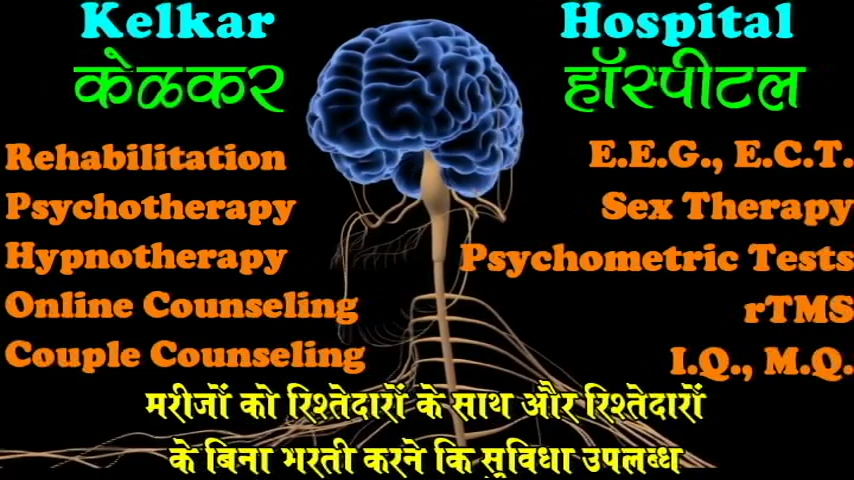 Kelkar Hospital
केळकर हॉस्पीटल
Rehabilitation
Psychotherapy
Hypnotherapy
Online Counseling
Couple Counseling
E.E.G., E.C.T.
Sex Therapy
Psychometric Tests
rTMS
I.Q., M.Q.
मरीजों को रिश्तेदारों के साथ और रिश्तेदारों
के बिना भरती करने कि सुविधा उपलब्ध